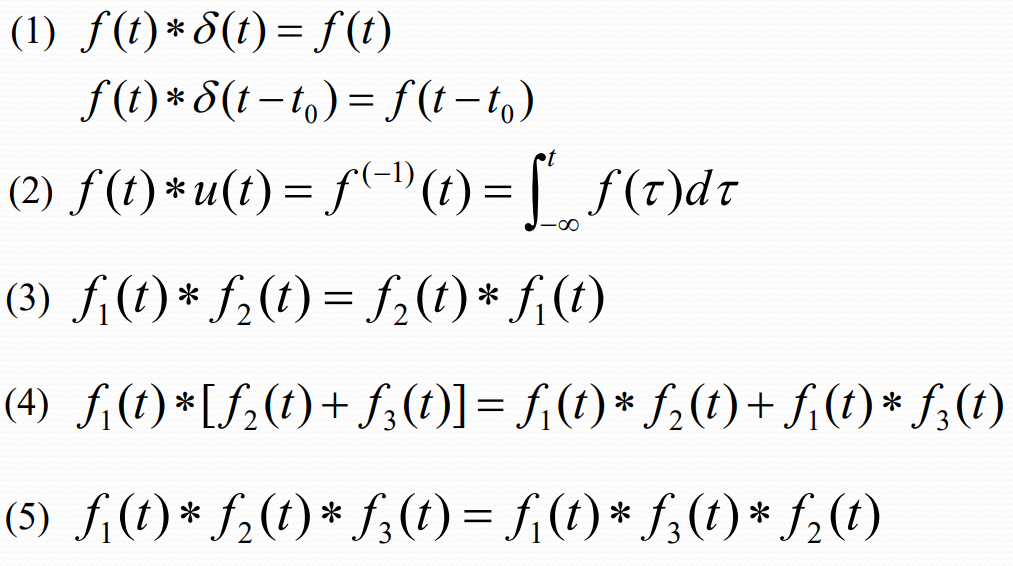 (1) f(t)*δ(t)=f(t)
f(t)*δ(t−t₀)=f(t−t₀)
(2) f(t)*u(t)=f⁽⁻¹⁾(t)=∫₋∞ᵗ f(τ)dτ
(3) f₁(t)*f₂(t)=f₂(t)*f₁(t)
(4) f₁(t)*[f₂(t)+f₃(t)]=f₁(t)*f₂(t)+f₁(t)*f₃(t)
(5) f₁(t)*f₂(t)*f₃(t)=f₁(t)*f₃(t)*f₂(t)